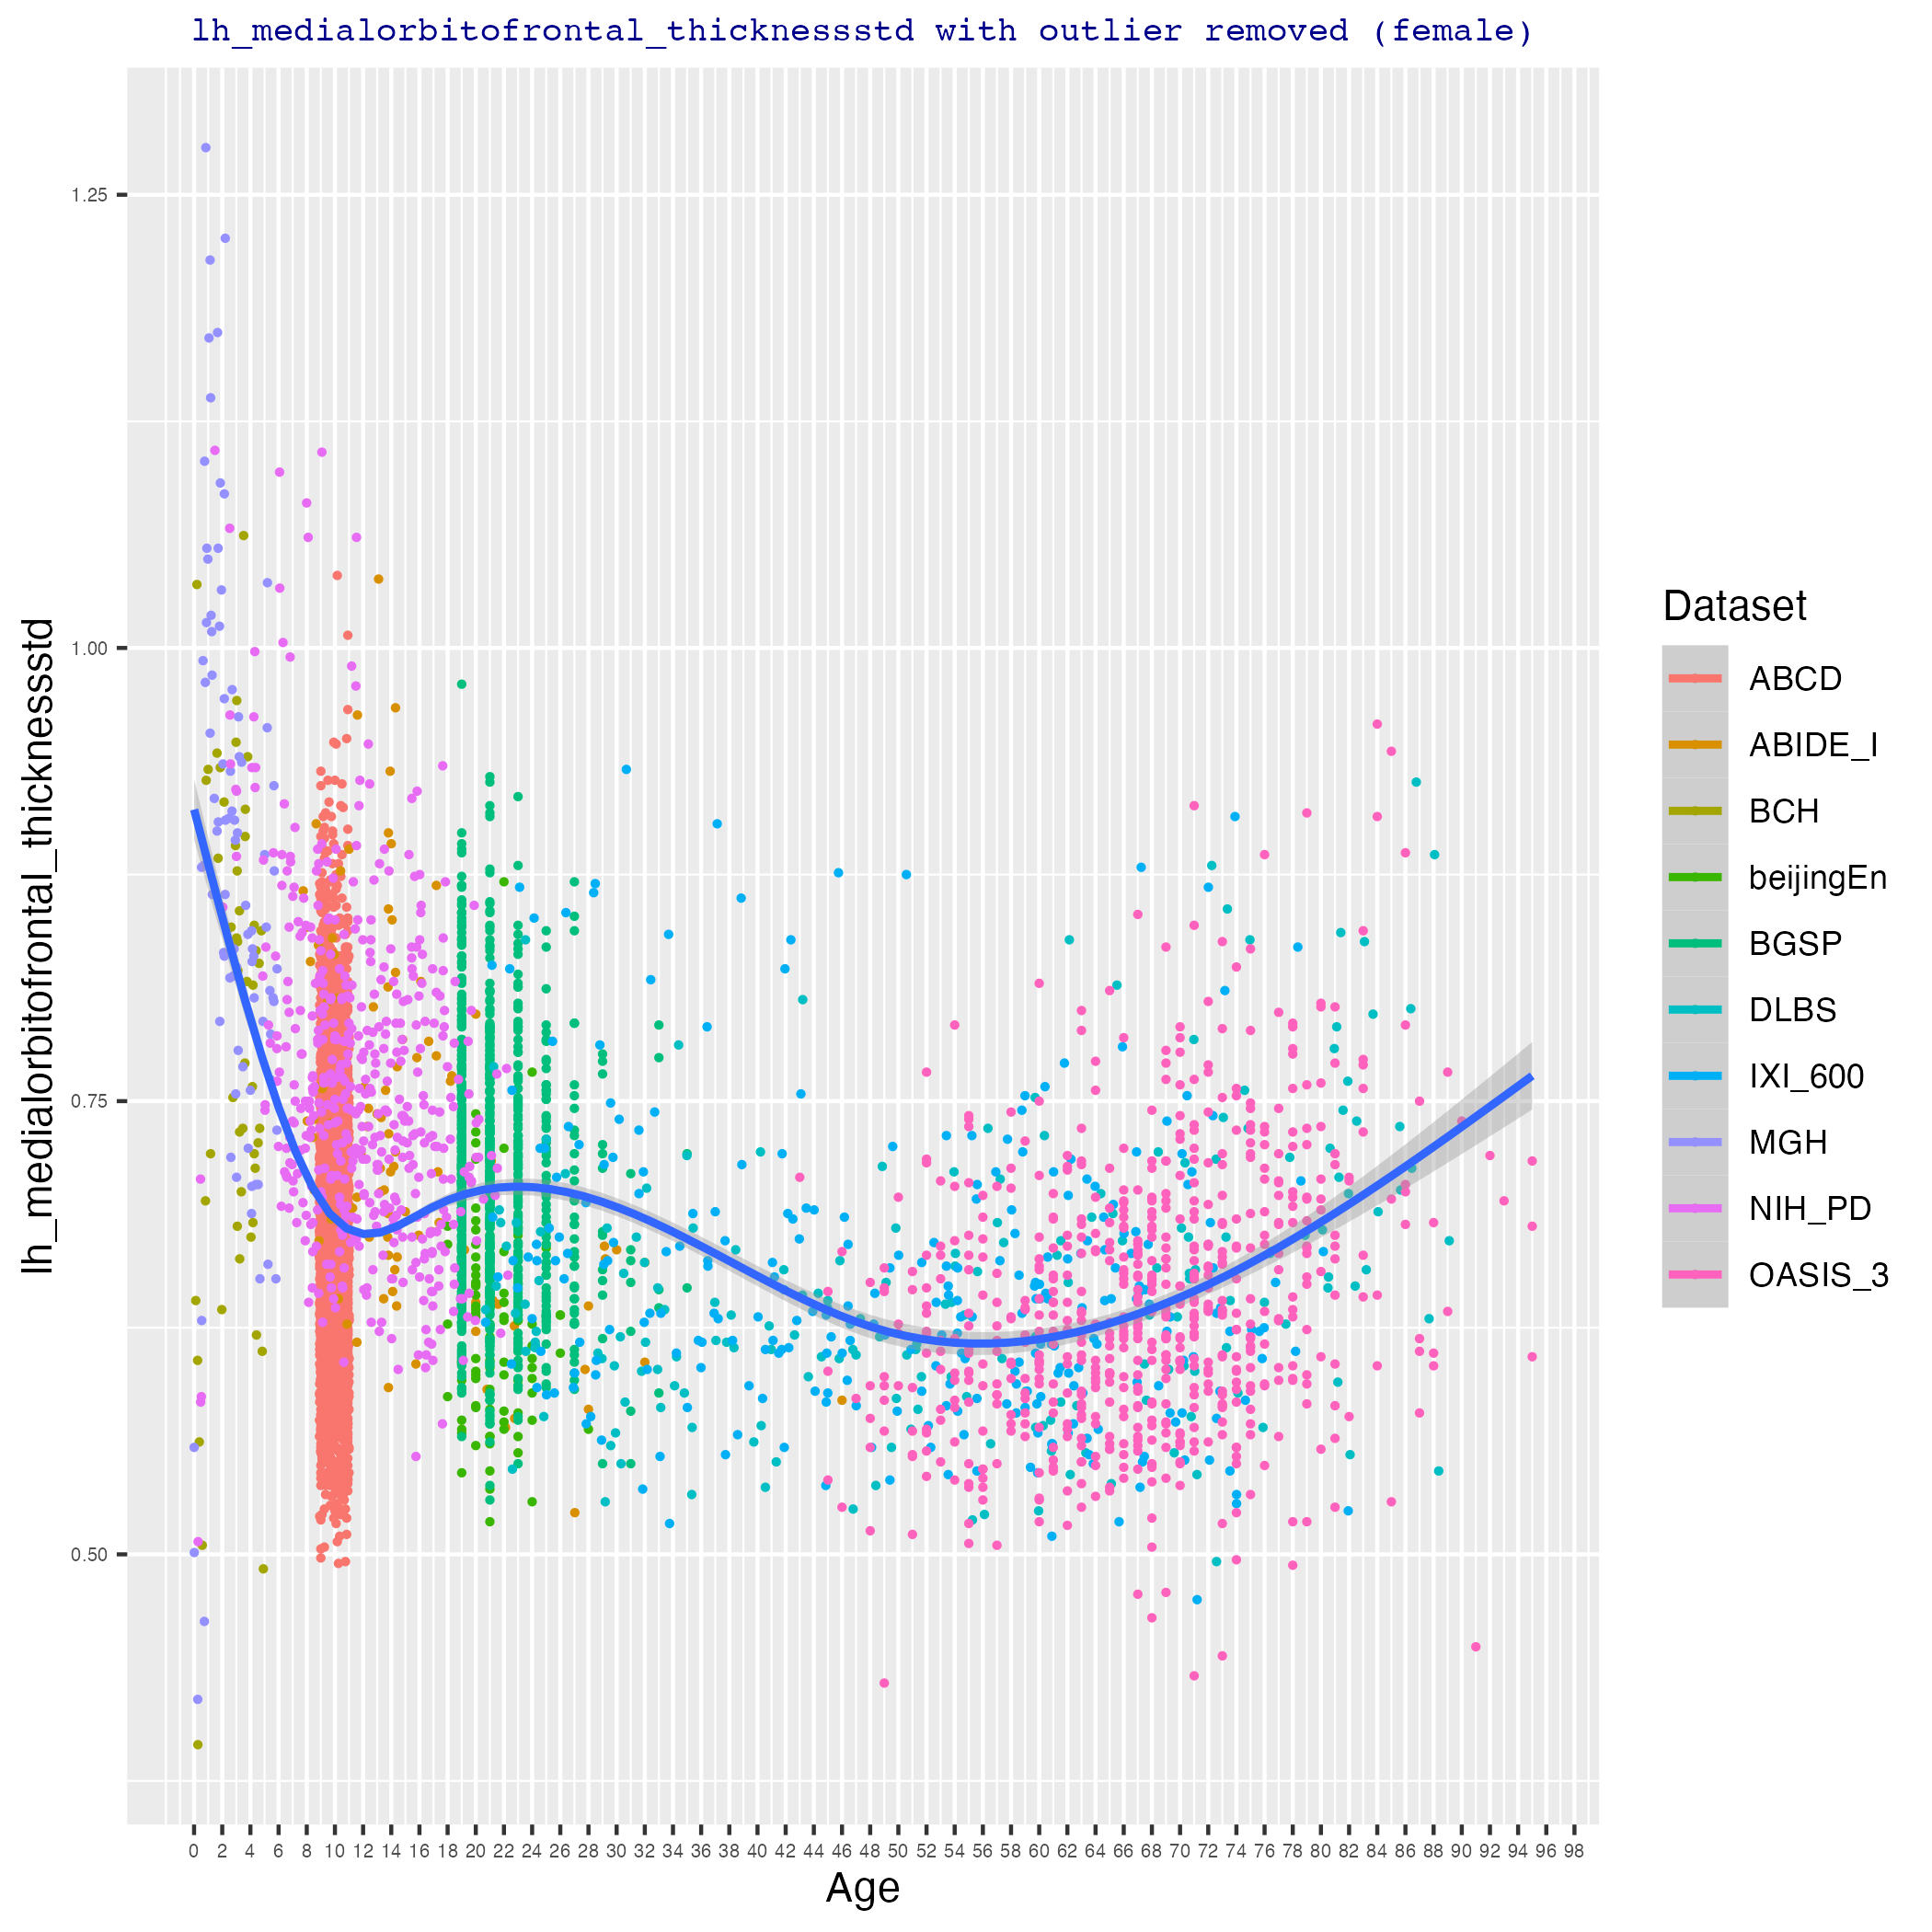 lh_medialorbitofrontal_thicknessstd with outlier removed (female)
lh_medialorbitofrontal_thicknessstd
1.25
1.00
0.75
0.50
0 2 4 6 8 10 12 14 16 18 20 22 24 26 28 30 32 34 36 38 40 42 44 46 48 50 52 54 56 58 60 62 64 66 68 70 72 74 76 78 80 82 84 86 88 90 92 94 96 98
Age
Dataset
ABCD
ABIDE_I
BCH
beijingEn
BGSP
DLBS
IXI_600
MGH
NIH_PD
OASIS_3